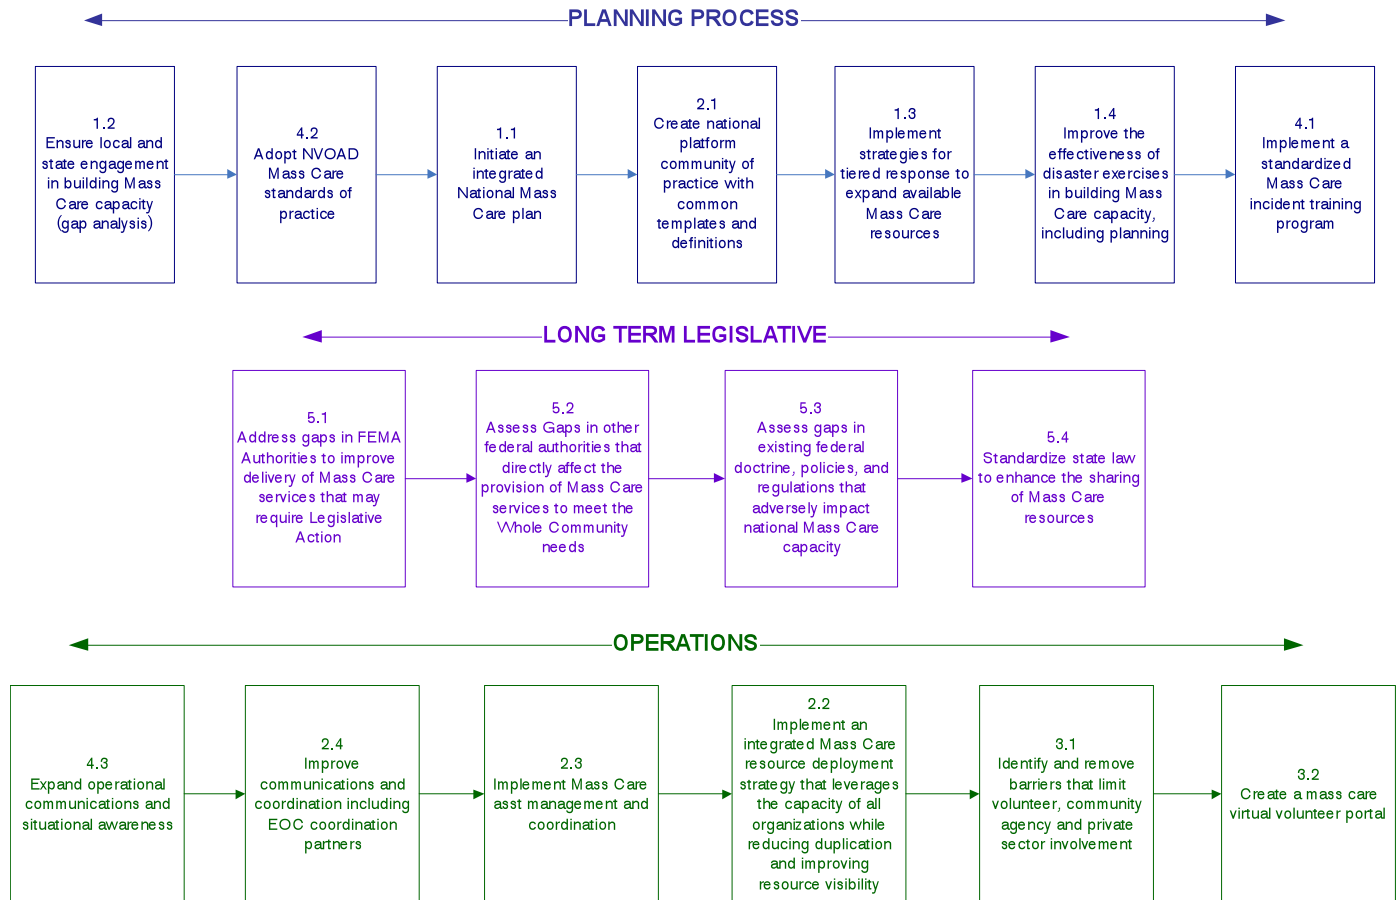 PLANNING PROCESS
1.2
Ensure local and
state engagement
in building Mass
Care capacity
(gap analysis)
4.2
Adopt NVOAD
Mass Care
standards of
practice
1.1
Initiate an
integrated
National Mass
Care plan
2.1
Create national
platform
community of
practice with
common
templates and
definitions
1.3
Implement
strategies for
tiered response to
expand available
Mass Care
resources
1.4
Improve the
effectiveness of
disaster exercises
in building Mass
Care capacity,
including planning
4.1
Implement a
standardized
Mass Care
incident training
program
LONG TERM LEGISLATIVE
5.1
Address gaps in FEMA
Authorities to improve
delivery of Mass Care
services that may
require Legislative
Action
5.2
Assess Gaps in other
federal authorities that
directly affect the
provision of Mass Care
services to meet the
Whole Community
needs
5.3
Assess gaps in
existing federal
doctrine, policies, and
regulations that
adversely impact
national Mass Care
capacity
5.4
Standardize state law
to enhance the sharing
of Mass Care
resources
OPERATIONS
4.3
Expand operational
communications and
situational awareness
2.4
Improve
communications and
coordination including
EOC coordination
partners
2.3
Implement Mass Care
asst management and
coordination
2.2
Implement an
integrated Mass Care
resource deployment
strategy that leverages
the capacity of all
organizations while
reducing duplication
and improving
resource visibility
3.1
Identify and remove
barriers that limit
volunteer, community
agency and private
sector involvement
3.2
Create a mass care
virtual volunteer portal